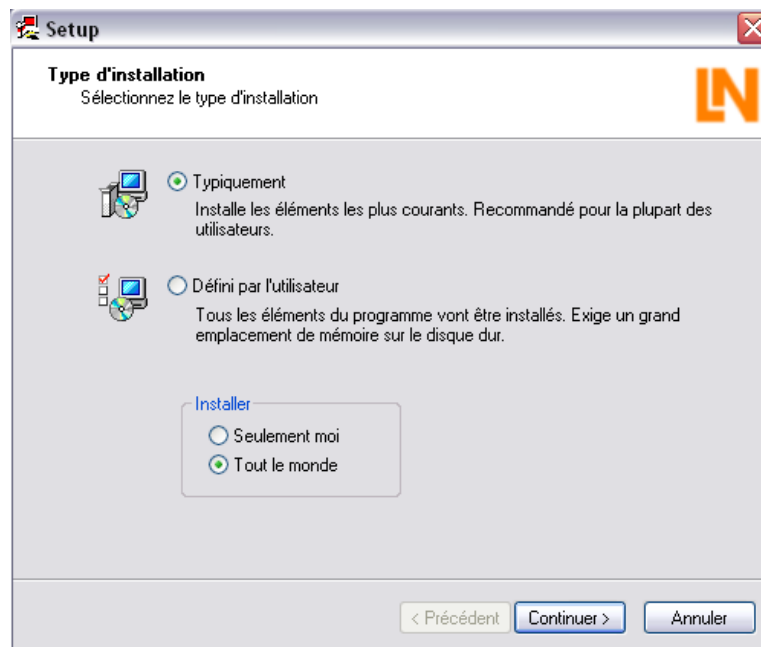 Setup
Type d'installation
Sélectionnez le type d'installation
LN
Typiquement
Installe les éléments les plus courants. Recommandé pour la plupart des
utilisateurs.
Défini par l'utilisateur
Tous les éléments du programme vont être installés. Exige un grand
emplacement de mémoire sur le disque dur.
Installer
Seulement moi
Tout le monde
< Précédent
Continuer >
Annuler